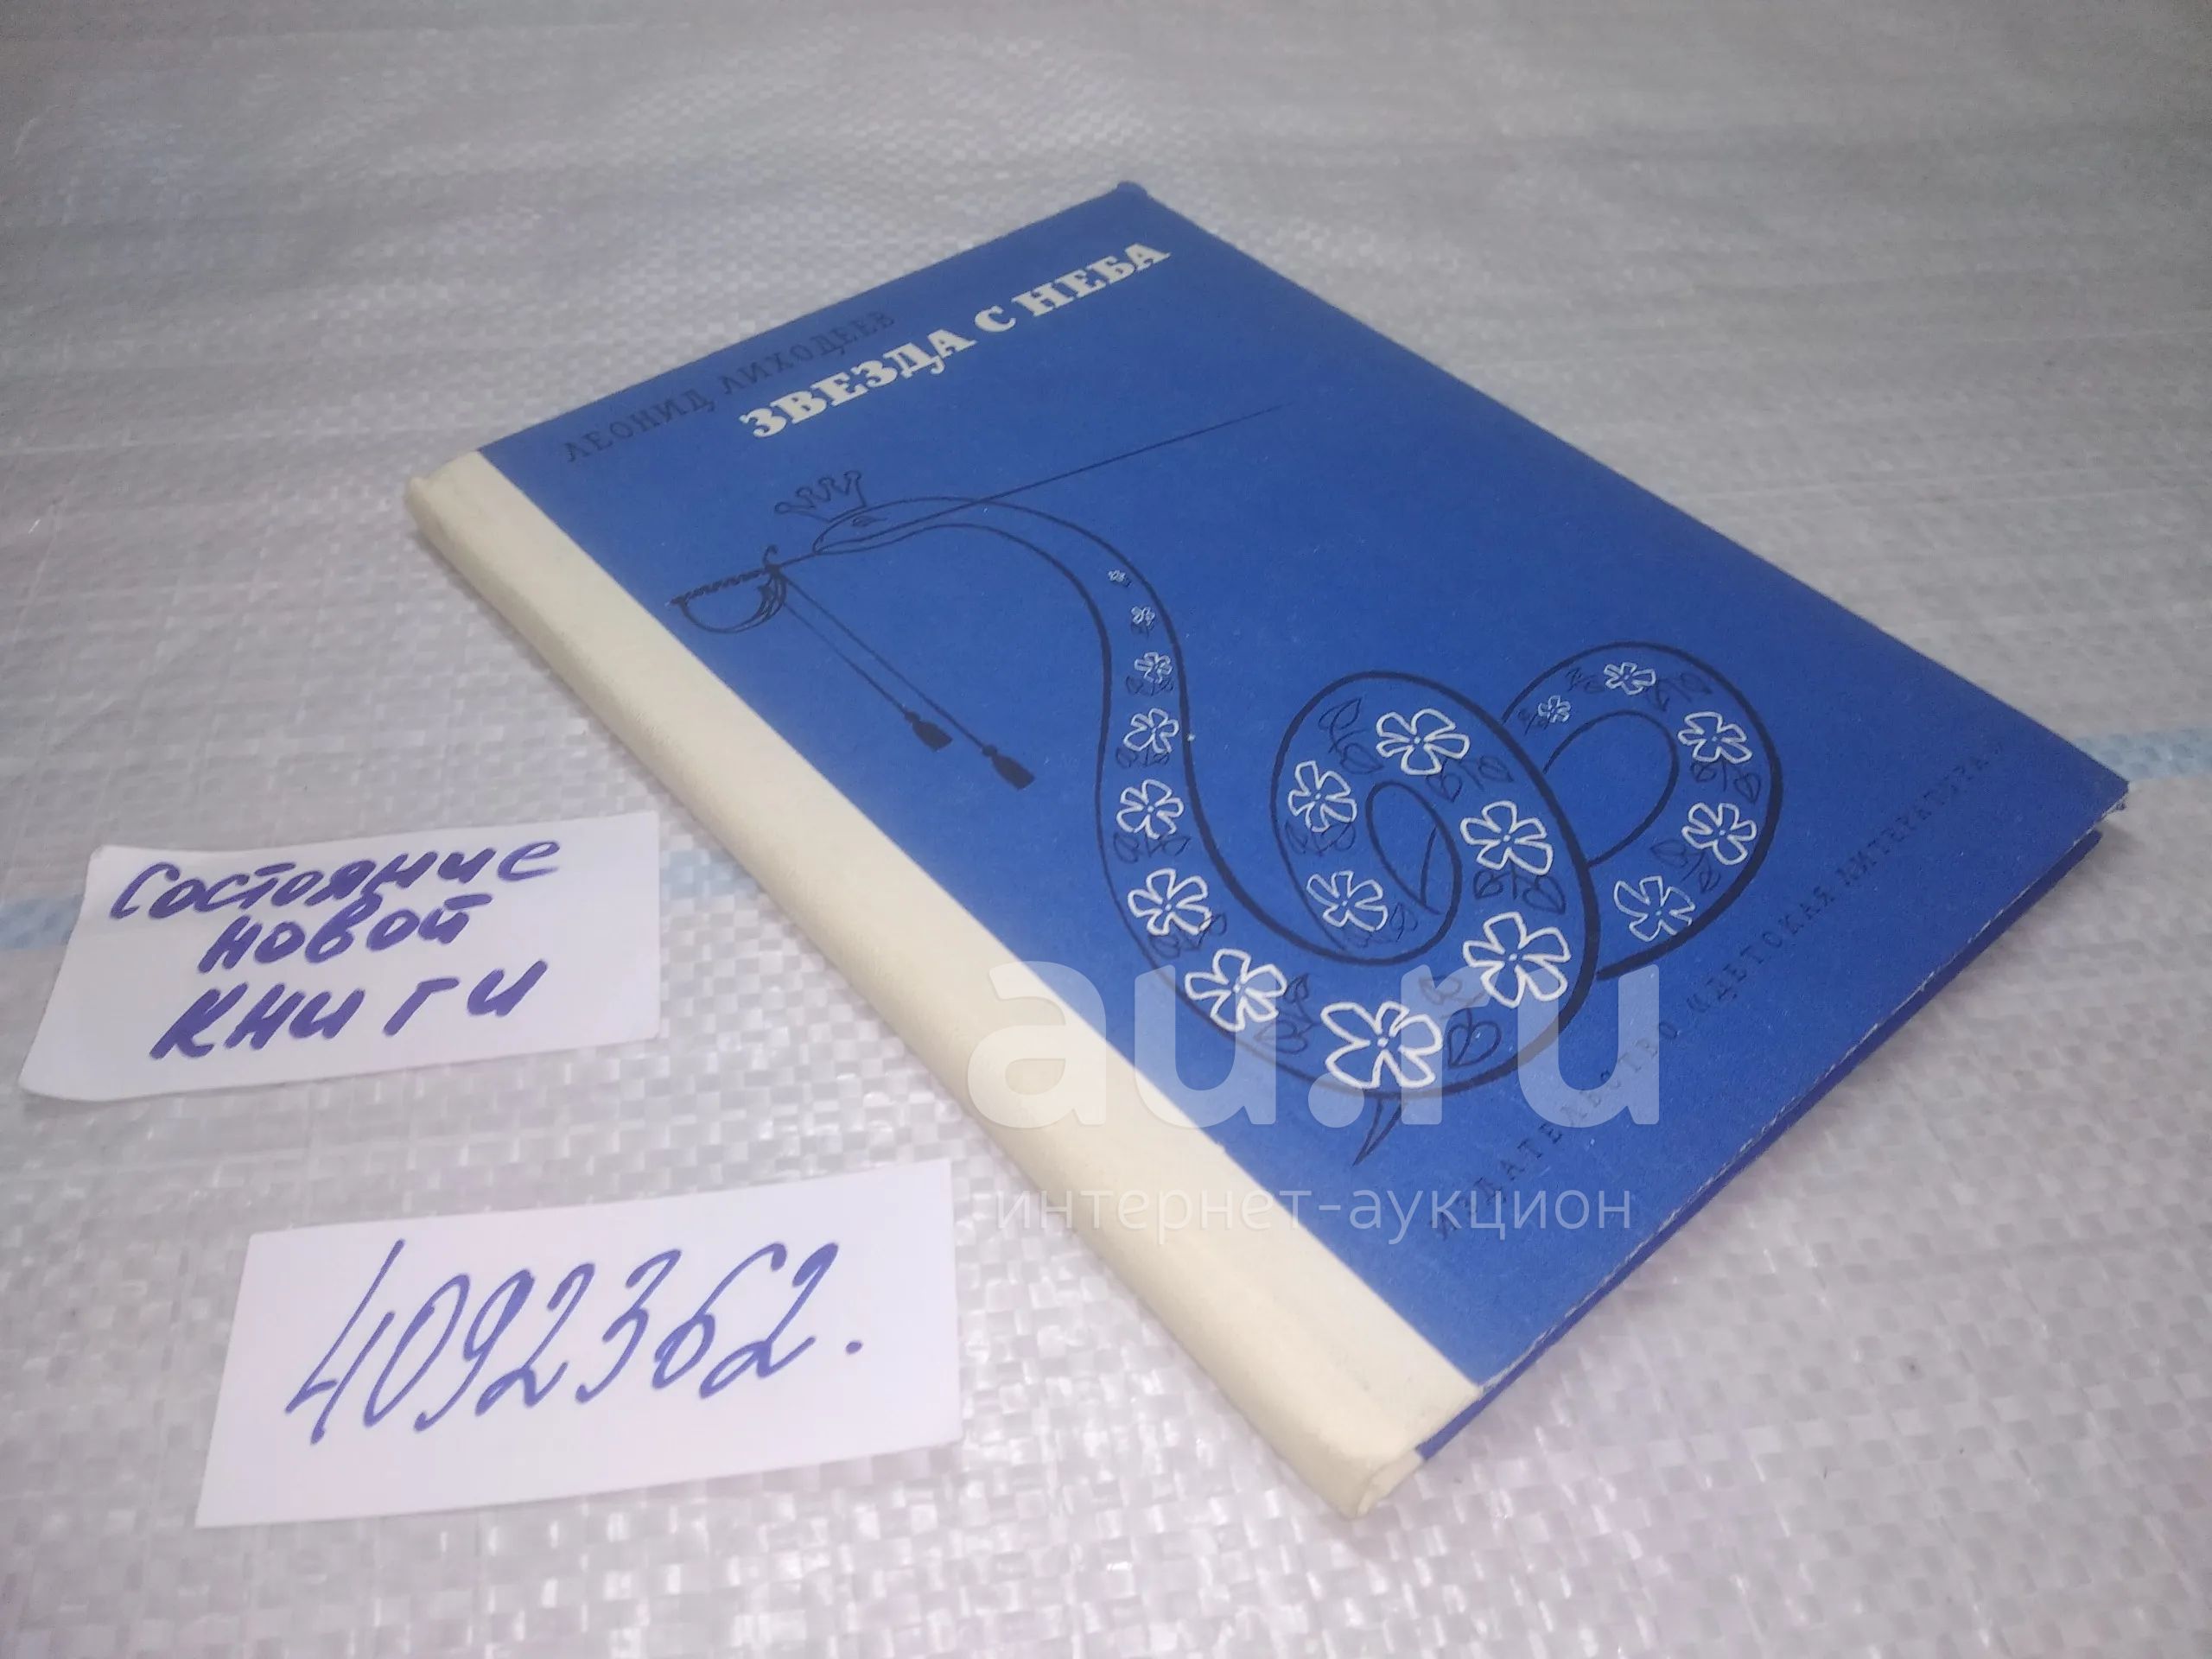 ЛЕОНИД ЛИХОДЕЕВ
ЗВЕЗДА С НЕБА
ИЗДАТЕЛЬСТВО «ДЕТСКАЯ ЛИТЕРАТУРА»
Состояние
новой
книги
4092362.
au.ru
интернет-аукцион